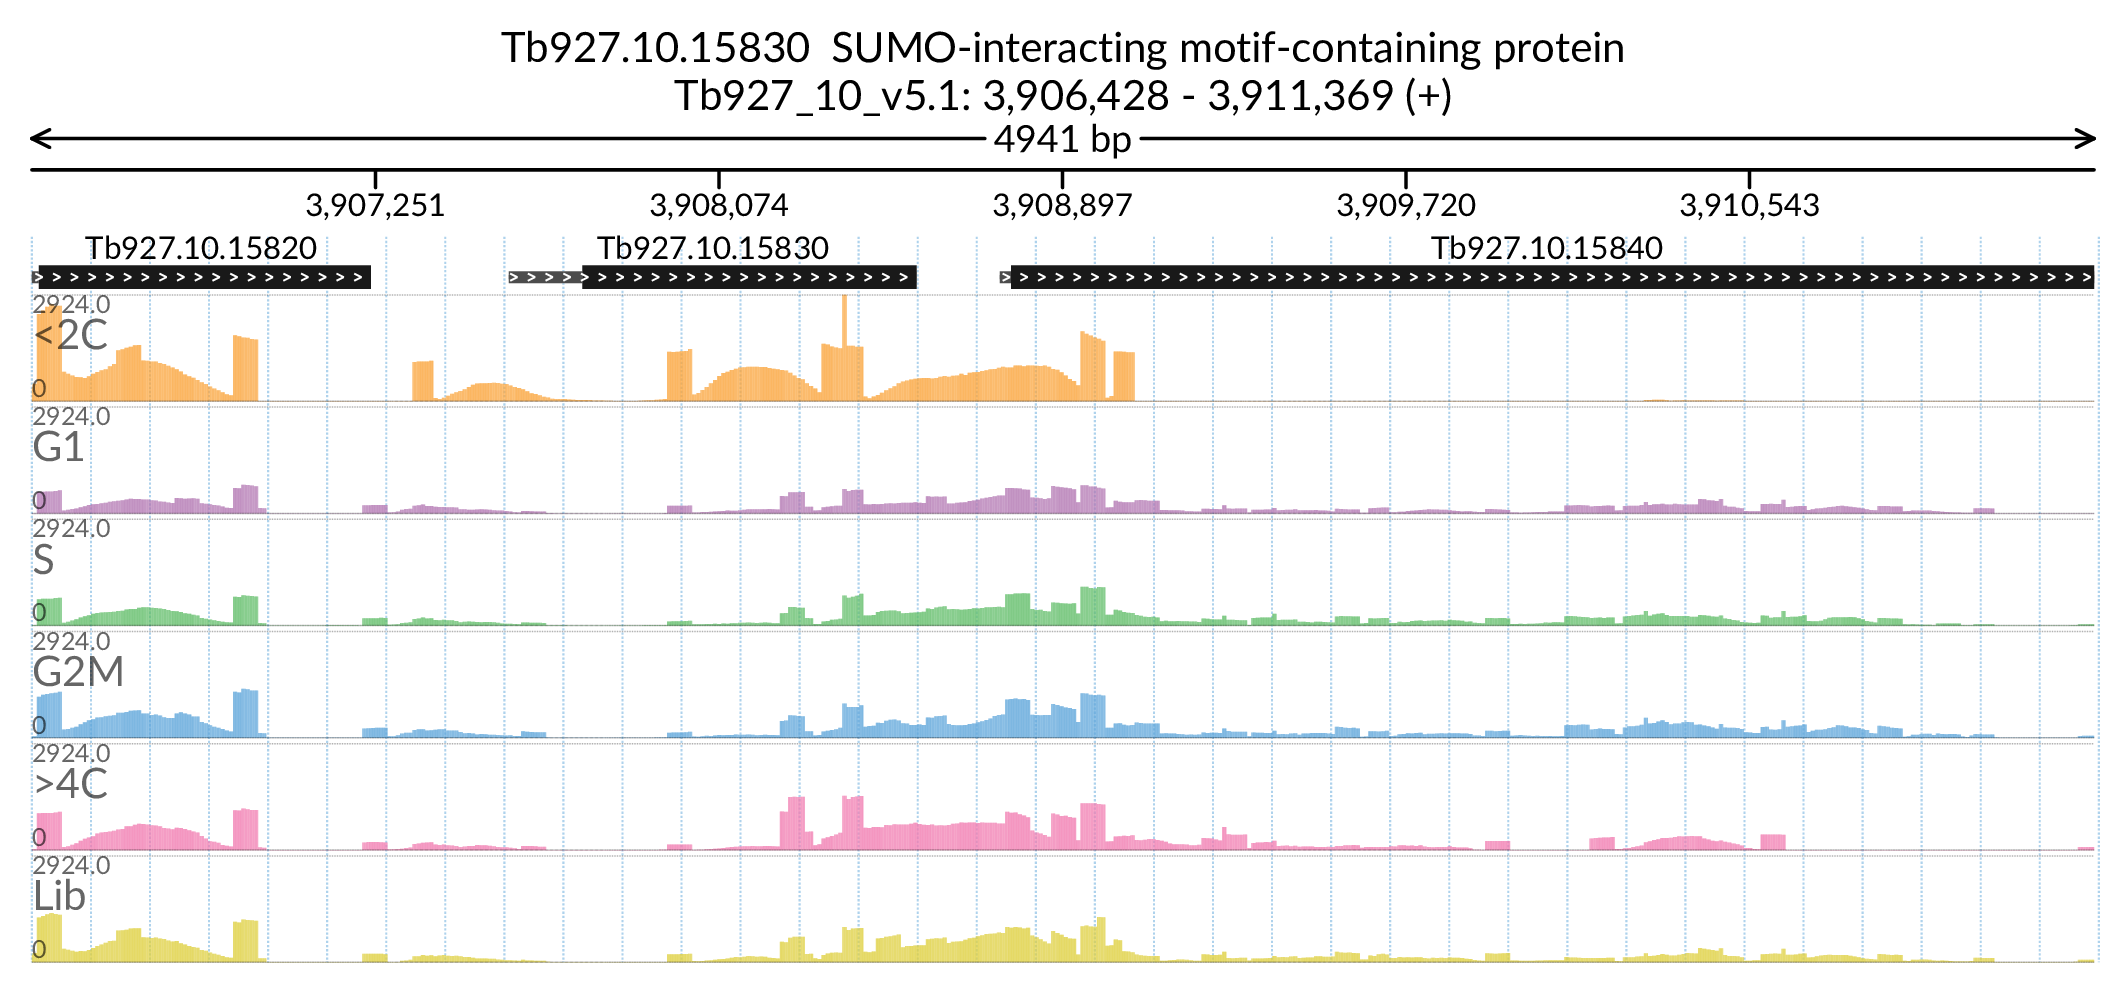 Tb927.10.15830  SUMO-interacting motif-containing protein
Tb927_10_v5.1: 3,906,428 - 3,911,369 (+)
4941 bp
3,907,251 3,908,074 3,908,897 3,909,720 3,910,543
Tb927.10.15820 Tb927.10.15830 Tb927.10.15840
2924.0
<2C
0
2924.0
G1
0
2924.0
S
0
2924.0
G2M
0
2924.0
>4C
0
2924.0
Lib
0